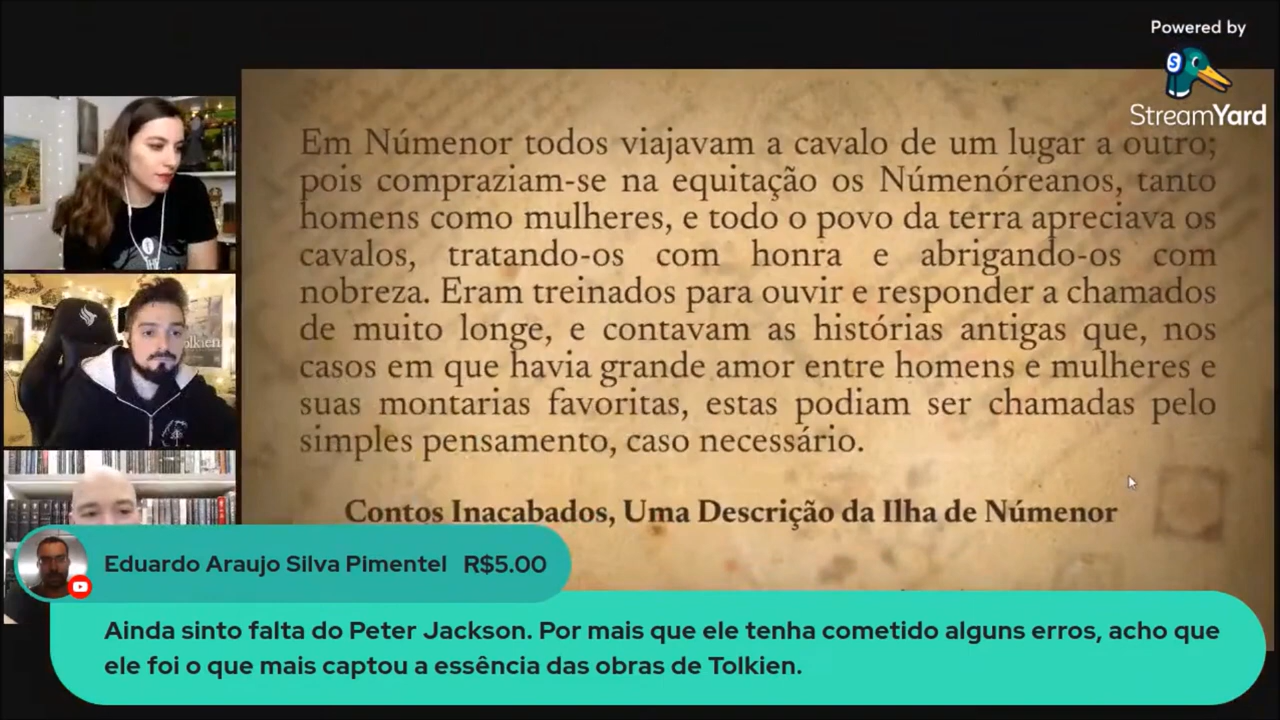 Powered by
S
StreamYard
Em Númenor todos viajavam a cavalo de um lugar a outro;
pois compraziam-se na equitação os Númenóreanos, tanto
homens como mulheres, e todo o povo da terra apreciava os
cavalos, tratando-os com honra e abrigando-os com
nobreza. Eram treinados para ouvir e responder a chamados
de muito longe, e contavam as histórias antigas que, nos
casos em que havia grande amor entre homens e mulheres e
suas montarias favoritas, estas podiam ser chamadas pelo
simples pensamento, caso necessário.
Contos Inacabados, Uma Descrição da Ilha de Númenor
olkien
Eduardo Araujo Silva Pimentel R$5.00
Ainda sinto falta do Peter Jackson. Por mais que ele tenha cometido alguns erros, acho que
ele foi o que mais captou a essência das obras de Tolkien.